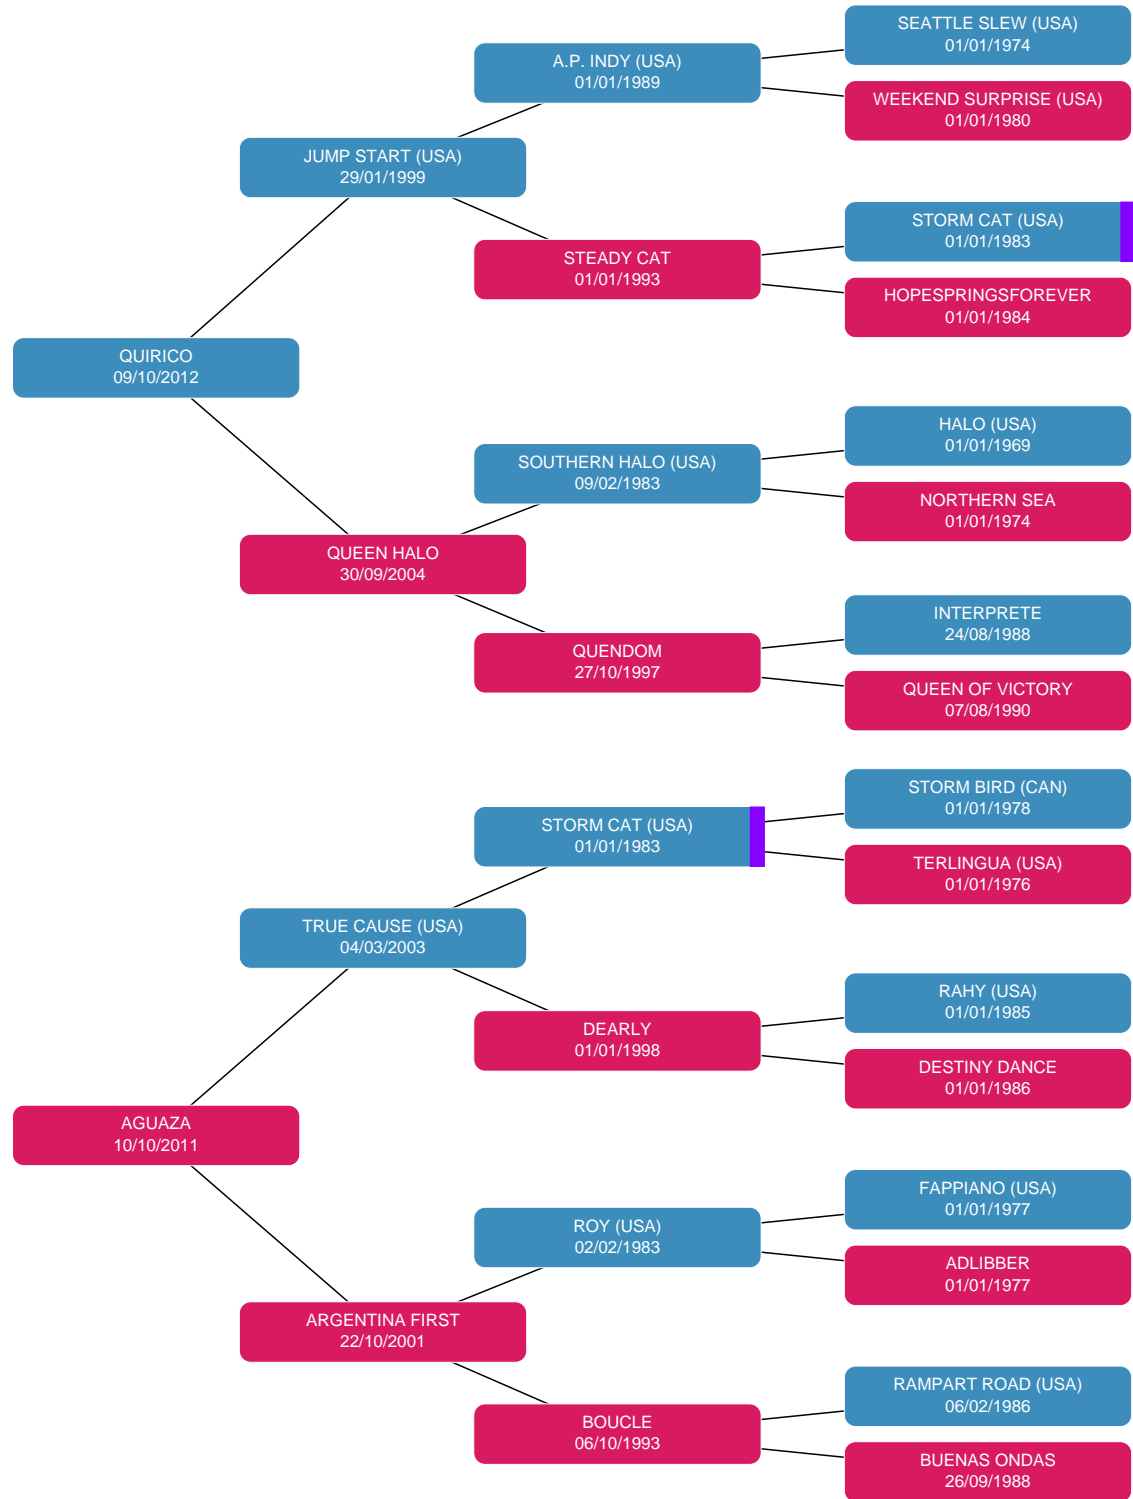 SEATTLE SLEW (USA)
01/01/1974
A.P. INDY (USA)
01/01/1989
WEEKEND SURPRISE (USA)
01/01/1980
JUMP START (USA)
29/01/1999
STORM CAT (USA)
01/01/1983
STEADY CAT
01/01/1993
HOPESPRINGSFOREVER
01/01/1984
QUIRICO
09/10/2012
HALO (USA)
01/01/1969
SOUTHERN HALO (USA)
09/02/1983
NORTHERN SEA
01/01/1974
QUEEN HALO
30/09/2004
INTERPRETE
24/08/1988
QUENDOM
27/10/1997
QUEEN OF VICTORY
07/08/1990
STORM BIRD (CAN)
01/01/1978
STORM CAT (USA)
01/01/1983
TERLINGUA (USA)
01/01/1976
TRUE CAUSE (USA)
04/03/2003
RAHY (USA)
01/01/1985
DEARLY
01/01/1998
DESTINY DANCE
01/01/1986
AGUAZA
10/10/2011
FAPPIANO (USA)
01/01/1977
ROY (USA)
02/02/1983
ADLIBBER
01/01/1977
ARGENTINA FIRST
22/10/2001
RAMPART ROAD (USA)
06/02/1986
BOUCLE
06/10/1993
BUENAS ONDAS
26/09/1988